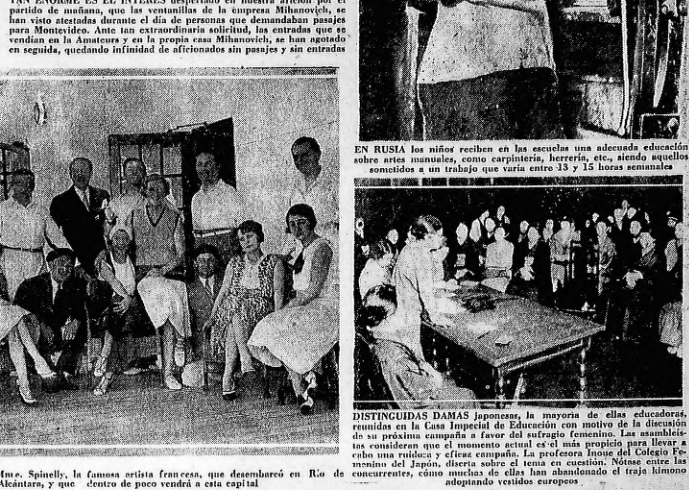 TAN ENORME ES EL INTERES despertado en nuestra afición por el
partido de mañana, que las ventanillas de la empresa Mihanovich, se
han visto atestadas durante el día de personas que demandaban pasajes
para Montevideo. Ante tan extraordinaria solicitud, las entradas que se
vendían en la Amateurs y en la propia casa Mihanovich, se han agotado
en seguida, quedando infinidad de aficionados sin pasajes y sin entradas
Mme. Spinelly, la famosa artista francesa, que desembarcó en Río de
Alcántara, y que dentro de poco vendrá a esta capital
EN RUSIA los niños reciben en las escuelas una adecuada educación
sobre artes manuales, como carpintería, herrería, etc., siendo aquellos
sometidos a un trabajo que varía entre 13 y 15 horas semanales
DISTINGUIDAS DAMAS japonesas, la mayoría de ellas educadoras,
reunidas en la Casa Impecial de Educación con motivo de la discusión
de su próxima campaña a favor del sufragio femenino. Las asambleís-
tas consideran que el momento actual es el más propicio para llevar a
cabo una ruidosa y eficaz campaña. La profesora Inoue del Colegio Fe-
menino del Japón, diserta sobre el tema en cuestión. Nótase entre las
concurrentes, cómo muchas de ellas han abandonado el traje kimono
adoptando vestidos europeos